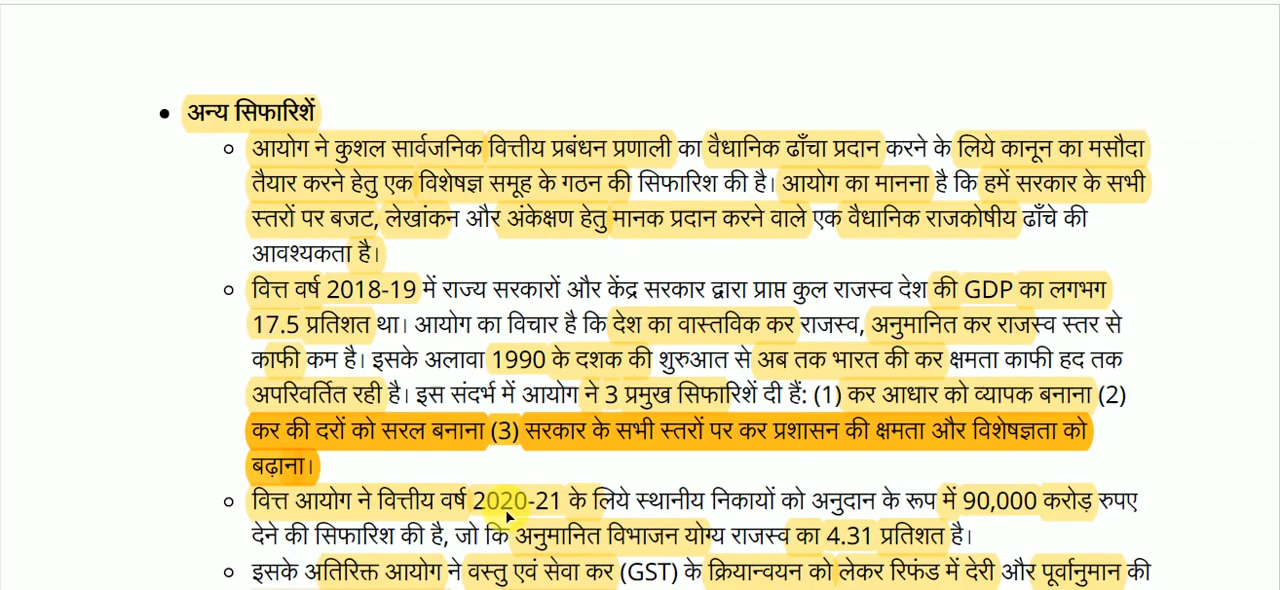 अन्य सिफारिशें
आयोग ने कुशल सार्वजनिक वित्तीय प्रबंधन प्रणाली का वैधानिक ढाँचा प्रदान करने के लिये कानून का मसौदा
तैयार करने हेतु एक विशेषज्ञ समूह के गठन की सिफारिश की है। आयोग का मानना है कि हमें सरकार के सभी
स्तरों पर बजट, लेखांकन और अंकेक्षण हेतु मानक प्रदान करने वाले एक वैधानिक राजकोषीय ढाँचे की
आवश्यकता है।
वित्त वर्ष 2018-19 में राज्य सरकारों और केंद्र सरकार द्वारा प्राप्त कुल राजस्व देश की GDP का लगभग
17.5 प्रतिशत था। आयोग का विचार है कि देश का वास्तविक कर राजस्व, अनुमानित कर राजस्व स्तर से
काफी कम है। इसके अलावा 1990 के दशक की शुरुआत से अब तक भारत की कर क्षमता काफी हद तक
अपरिवर्तित रही है। इस संदर्भ में आयोग ने 3 प्रमुख सिफारिशें दी हैं: (1) कर आधार को व्यापक बनाना (2)
कर की दरों को सरल बनाना (3) सरकार के सभी स्तरों पर कर प्रशासन की क्षमता और विशेषज्ञता को
बढ़ाना।
वित्त आयोग ने वित्तीय वर्ष 2020-21 के लिये स्थानीय निकायों को अनुदान के रूप में 90,000 करोड़ रुपए
देने की सिफारिश की है, जो कि अनुमानित विभाजन योग्य राजस्व का 4.31 प्रतिशत है।
इसके अतिरिक्त आयोग ने वस्तु एवं सेवा कर (GST) के क्रियान्वयन को लेकर रिफंड में देरी और पूर्वानुमान की